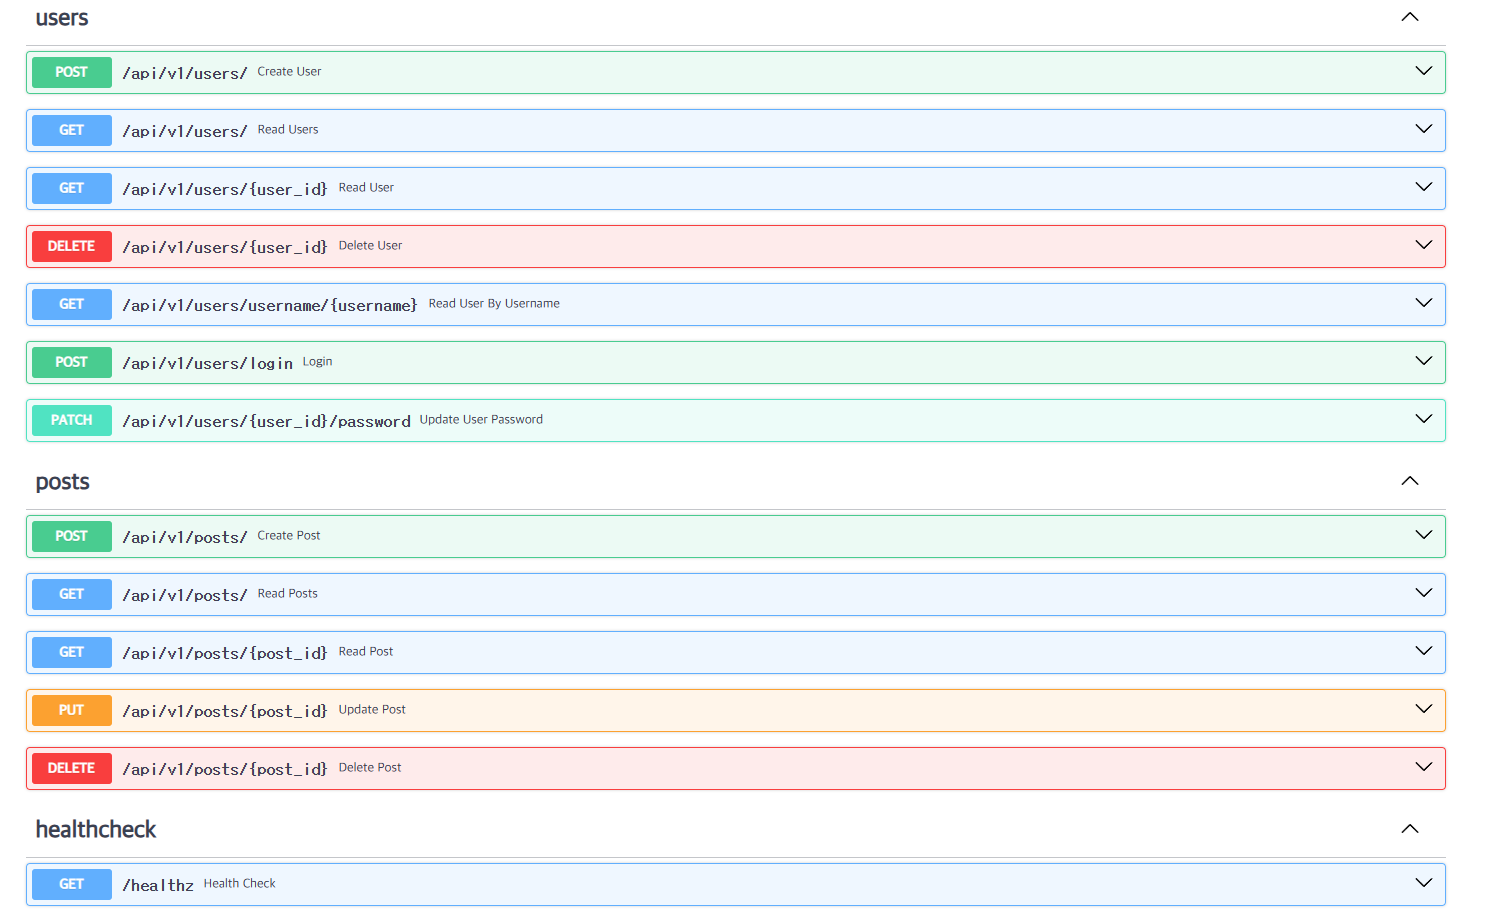 users
POST /api/v1/users/ Create User
GET /api/v1/users/ Read Users
GET /api/v1/users/{user_id} Read User
DELETE /api/v1/users/{user_id} Delete User
GET /api/v1/users/username/{username} Read User By Username
POST /api/v1/users/login Login
PATCH /api/v1/users/{user_id}/password Update User Password
posts
POST /api/v1/posts/ Create Post
GET /api/v1/posts/ Read Posts
GET /api/v1/posts/{post_id} Read Post
PUT /api/v1/posts/{post_id} Update Post
DELETE /api/v1/posts/{post_id} Delete Post
healthcheck
GET /healthz Health Check